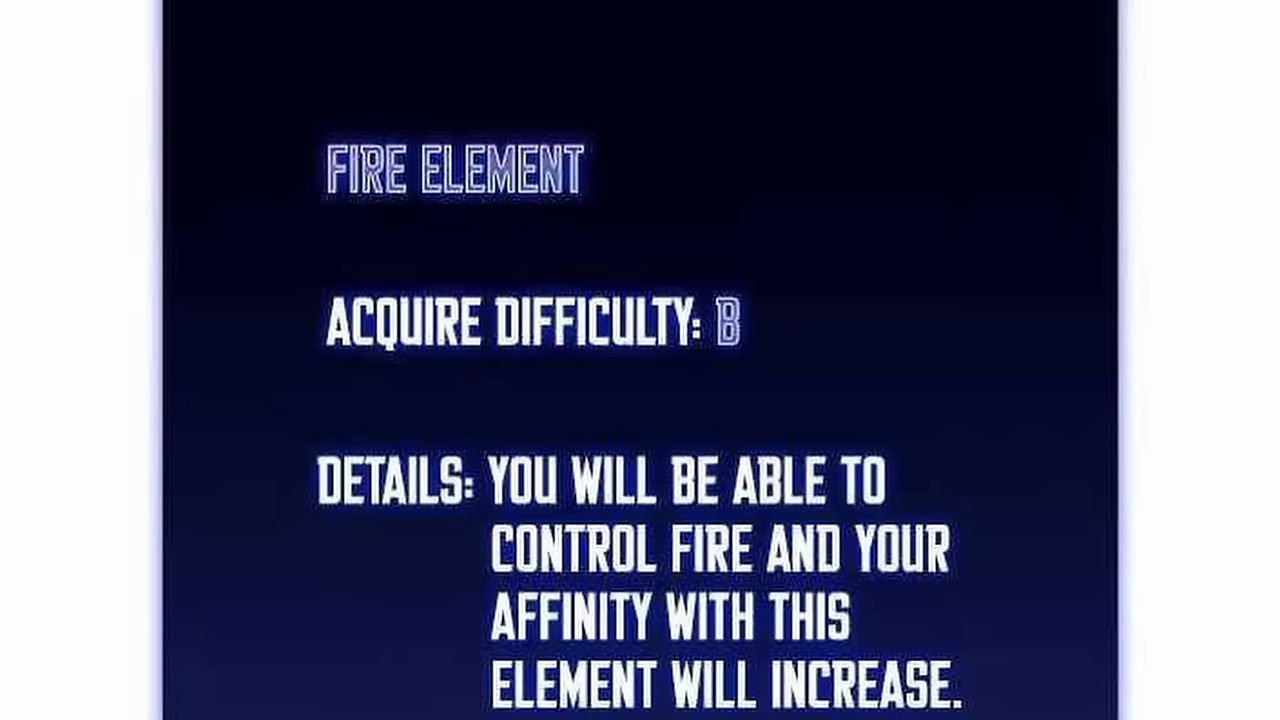 FIRE ELEMENT
ACQUIRE DIFFICULTY: B
DETAILS: YOU WILL BE ABLE TO
CONTROL FIRE AND YOUR
AFFINITY WITH THIS
ELEMENT WILL INCREASE.